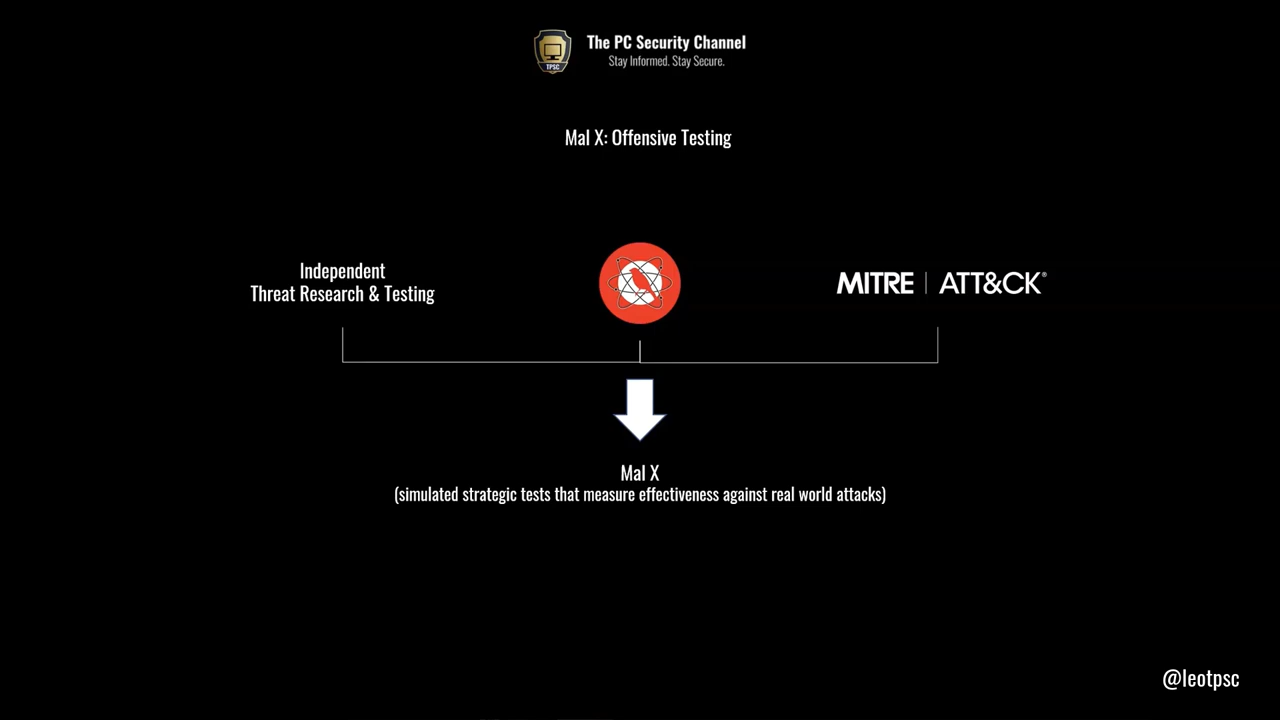 The PC Security Channel
Stay Informed. Stay Secure.
TPSC
Mal X: Offensive Testing
Independent
Threat Research & Testing
MITRE | ATT&CK®
Mal X
(simulated strategic tests that measure effectiveness against real world attacks)
@leotpsc